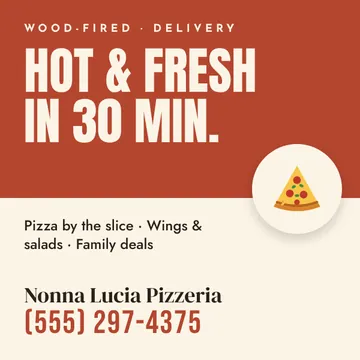 WOOD-FIRED · DELIVERY
HOT & FRESH
IN 30 MIN.
Pizza by the slice · Wings &
salads · Family deals
Nonna Lucia Pizzeria
(555) 297-4375